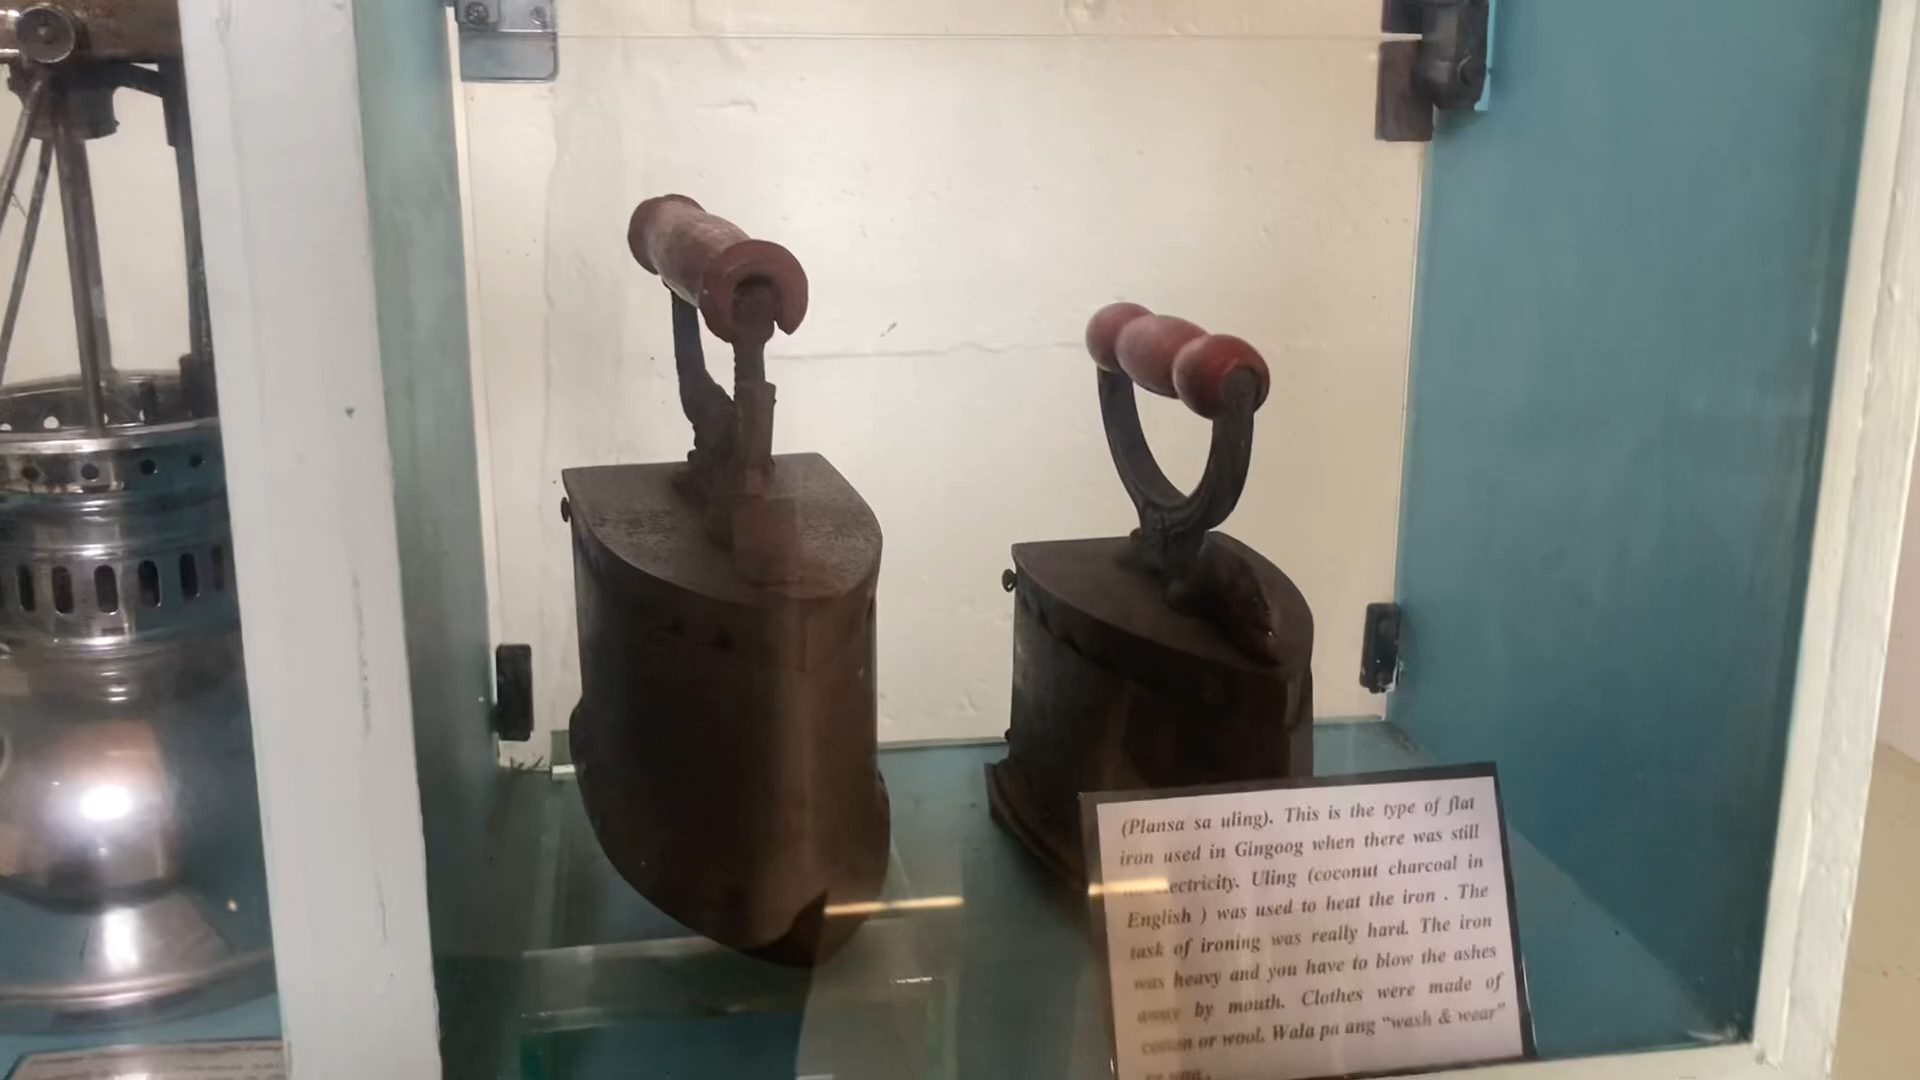 (Plansa sa uling). This is the type of flat
iron used in Gingoog when there was still
electricity. Uling (coconut charcoal in
English ) was used to heat the iron . The
task of ironing was really hard. The iron
was heavy and you have to blow the ashes
away by mouth. Clothes were made of
cotton or wool. Wala pa ang “wash & wear”